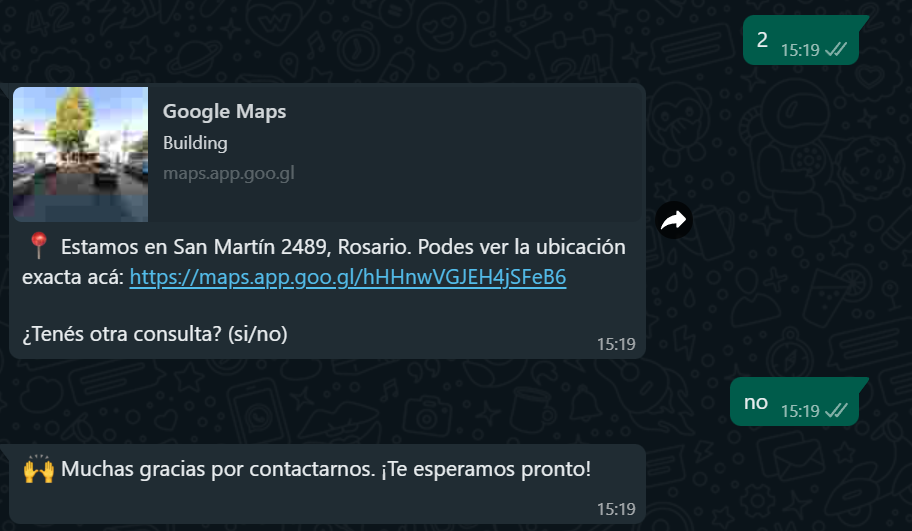 2
15:19
Google Maps
Building
maps.app.goo.gl
📍 Estamos en San Martín 2489, Rosario. Podes ver la ubicación
exacta acá: https://maps.app.goo.gl/hHHnwVGJEH4jSFeB6
¿Tenés otra consulta? (si/no)
15:19
no
15:19
🙌 Muchas gracias por contactarnos. ¡Te esperamos pronto!
15:19